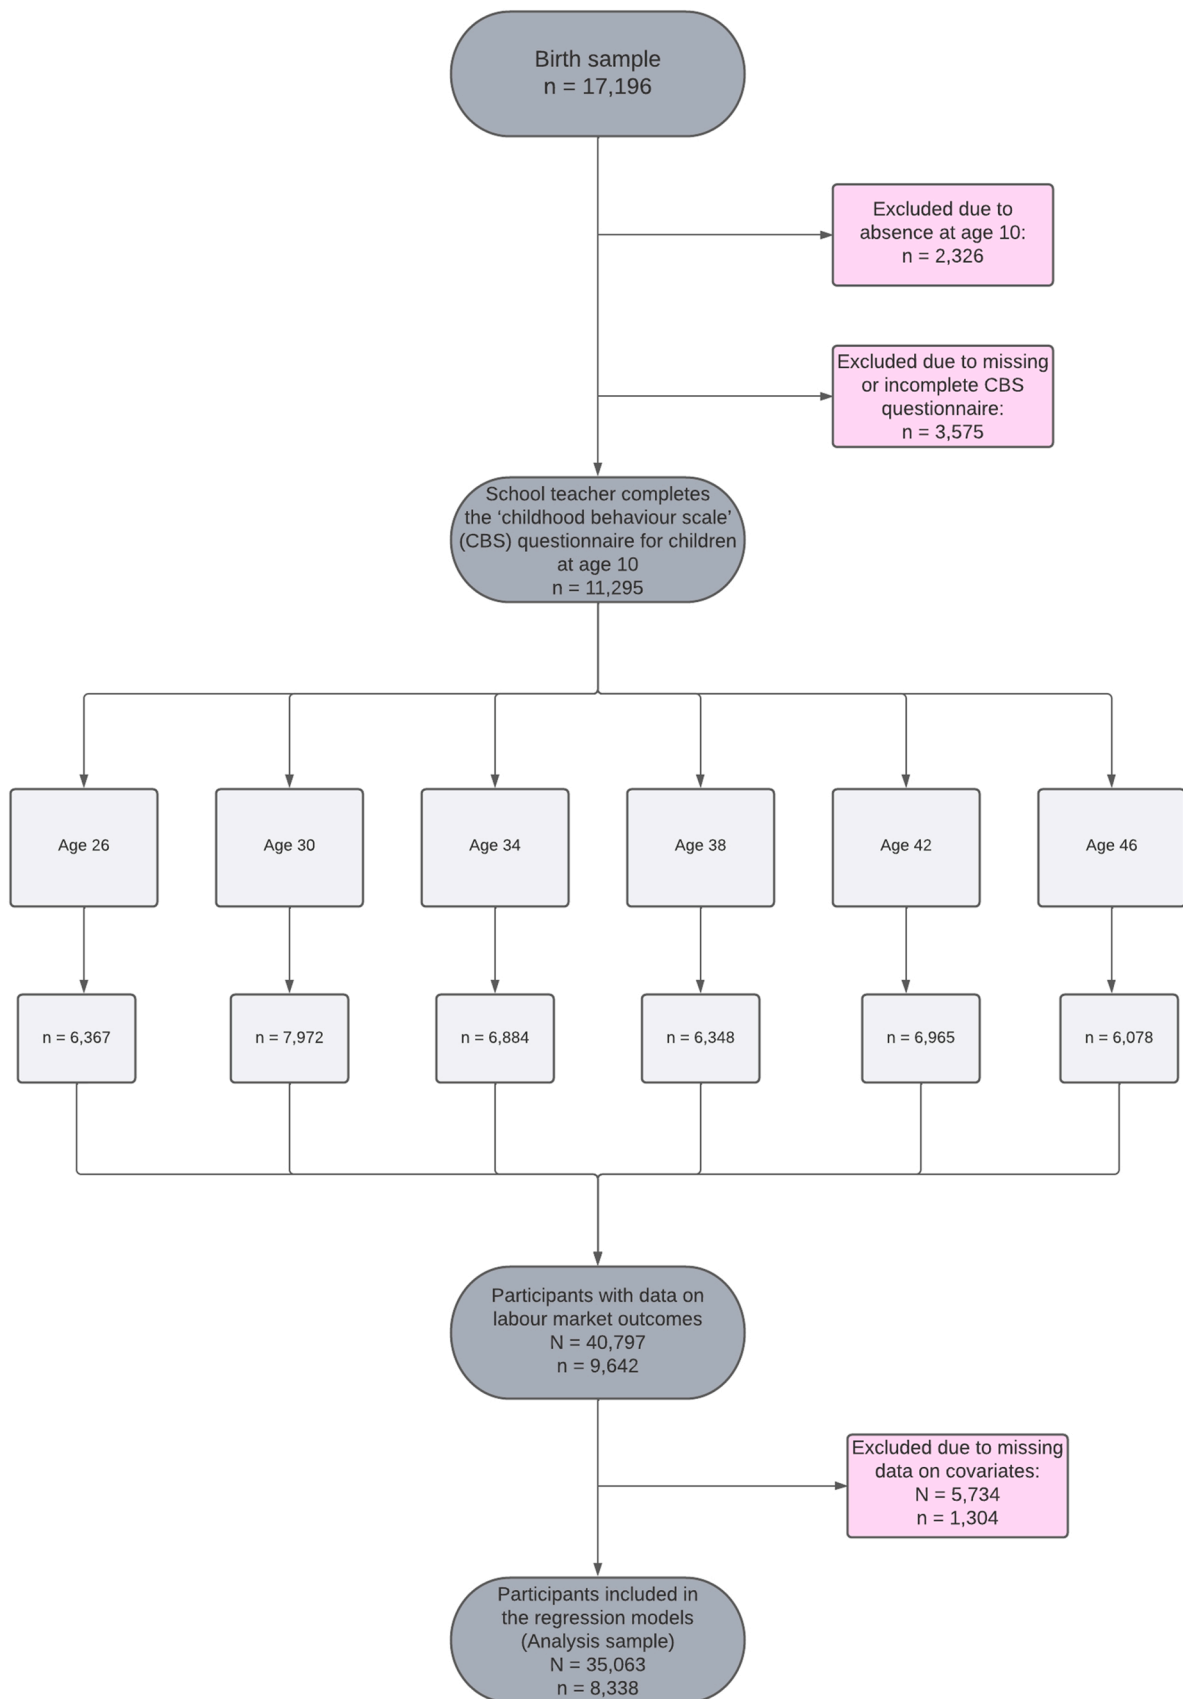 Birth sample
n = 17,196
Excluded due to
absence at age 10:
n = 2,326
Excluded due to missing
or incomplete CBS
questionnaire:
n = 3,575
School teacher completes
the ‘childhood behaviour scale’
(CBS) questionnaire for children
at age 10
n = 11,295
Age 26
Age 30
Age 34
Age 38
Age 42
Age 46
n = 6,367
n = 7,972
n = 6,884
n = 6,348
n = 6,965
n = 6,078
Participants with data on
labour market outcomes
N = 40,797
n = 9,642
Excluded due to missing
data on covariates:
N = 5,734
n = 1,304
Participants included in
the regression models
(Analysis sample)
N = 35,063
n = 8,338